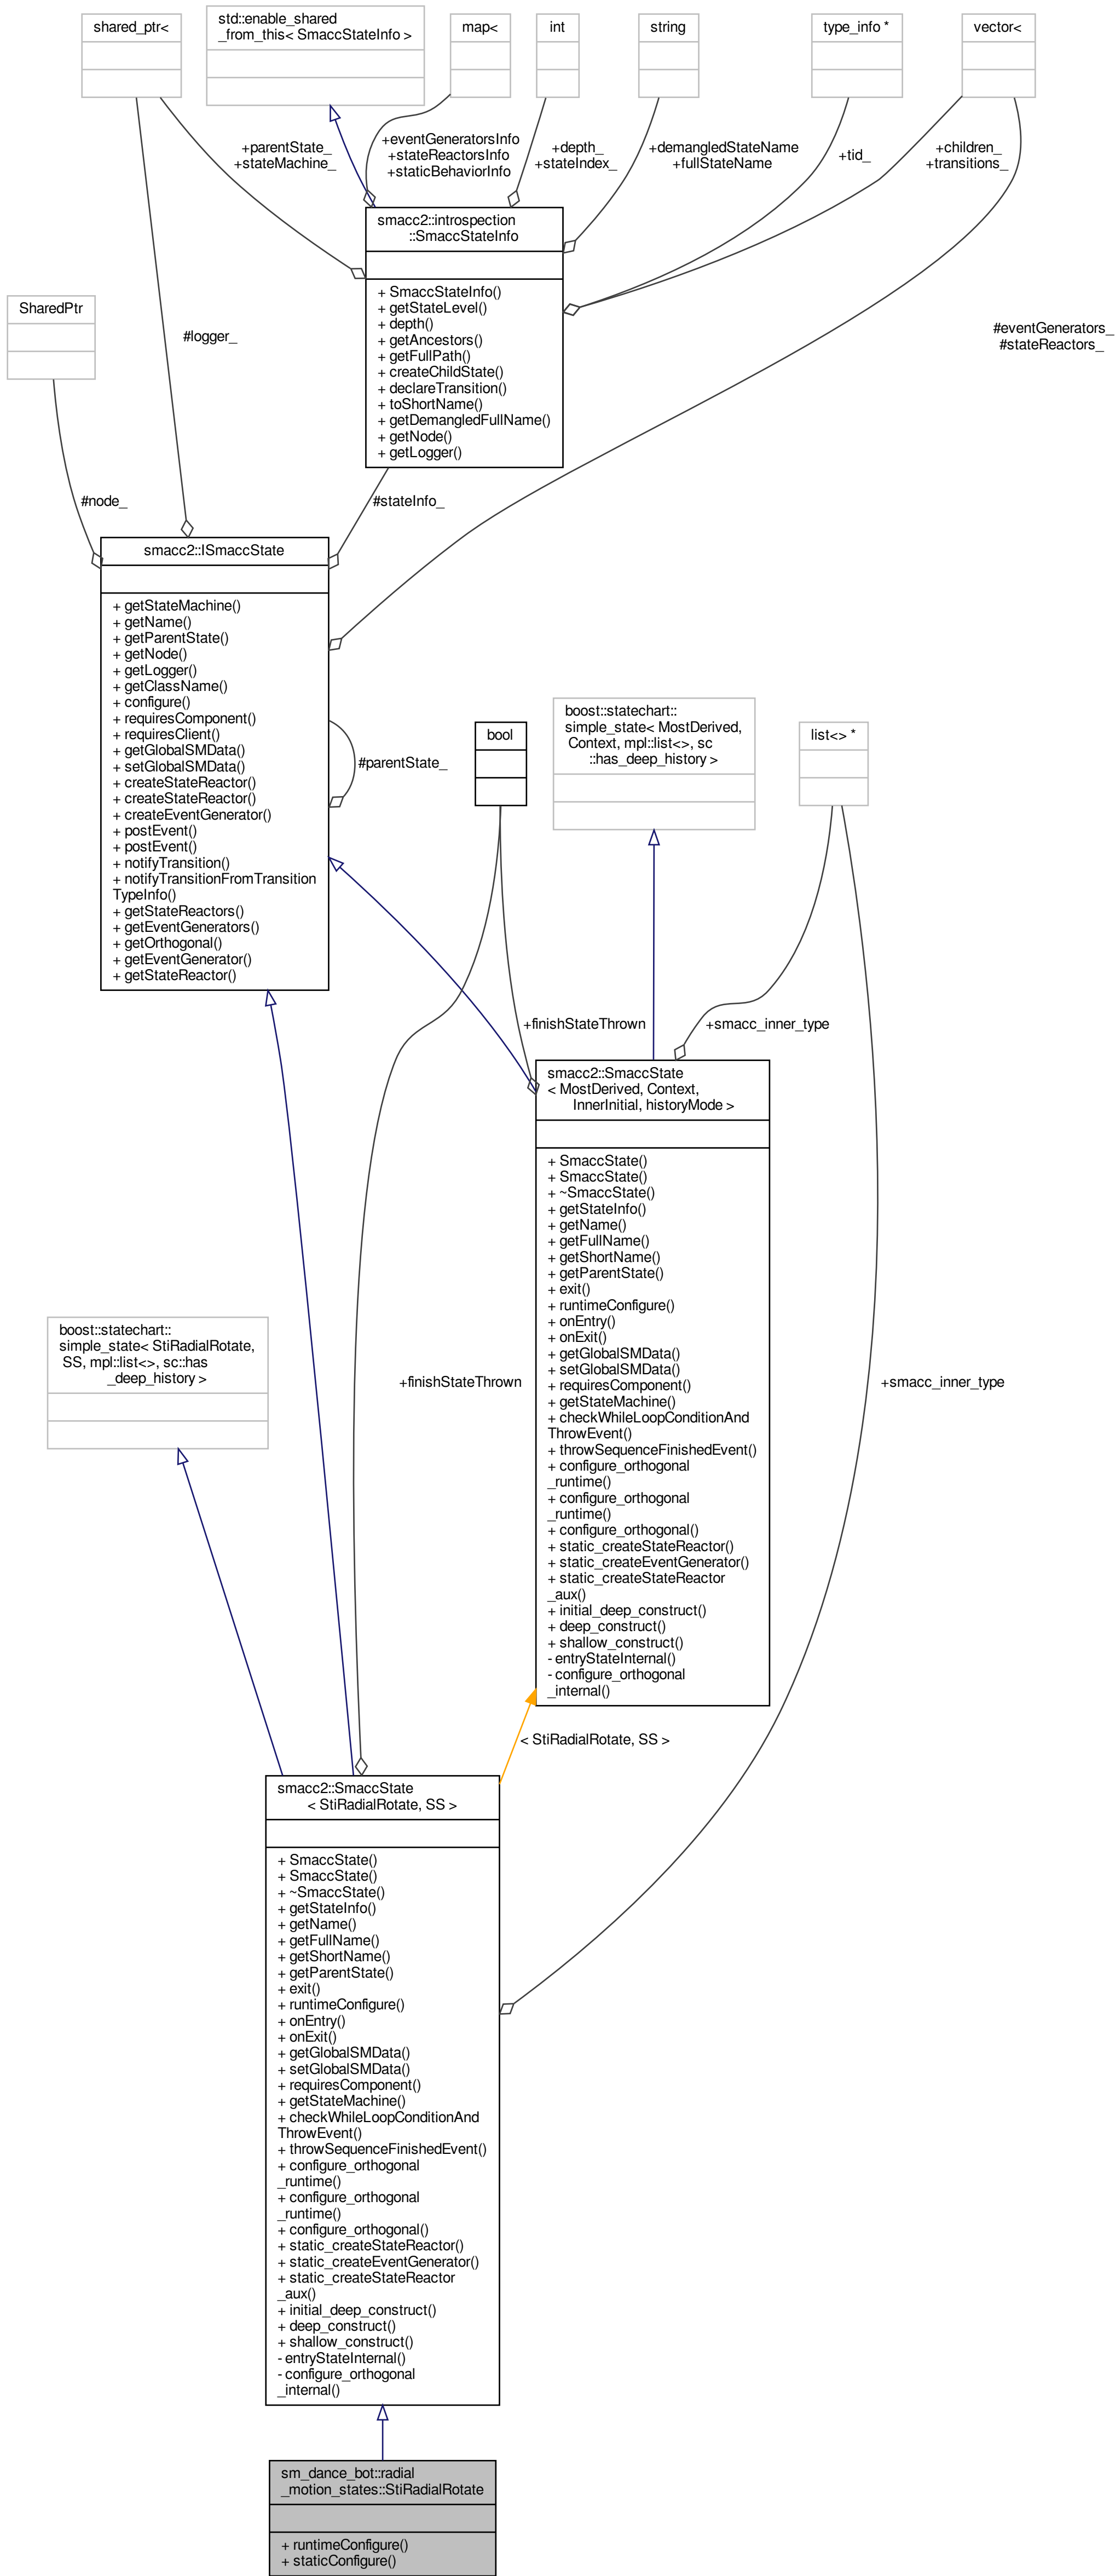 shared_ptr<
std::enable_shared
_from_this< SmaccStateInfo >
map<
int
string
type_info *
vector<
+parentState_
+stateMachine_
+eventGeneratorsInfo
+stateReactorsInfo
+staticBehaviorInfo
+depth_
+stateIndex_
+demangledStateName
+fullStateName
+tid_
+children_
+transitions_
smacc2::introspection
::SmaccStateInfo
+ SmaccStateInfo()
+ getStateLevel()
+ depth()
+ getAncestors()
+ getFullPath()
+ createChildState()
+ declareTransition()
+ toShortName()
+ getDemangledFullName()
+ getNode()
+ getLogger()
SharedPtr
#logger_
#eventGenerators_
#stateReactors_
#node_
#stateInfo_
smacc2::ISmaccState
+ getStateMachine()
+ getName()
+ getParentState()
+ getNode()
+ getLogger()
+ getClassName()
+ configure()
+ requiresComponent()
+ requiresClient()
+ getGlobalSMData()
+ setGlobalSMData()
+ createStateReactor()
+ createStateReactor()
+ createEventGenerator()
+ postEvent()
+ postEvent()
+ notifyTransition()
+ notifyTransitionFromTransition
TypeInfo()
+ getStateReactors()
+ getEventGenerators()
+ getOrthogonal()
+ getEventGenerator()
+ getStateReactor()
#parentState_
bool
boost::statechart::
simple_state< MostDerived,
Context, mpl::list<>, sc
::has_deep_history >
list<> *
+finishStateThrown
+smacc_inner_type
smacc2::SmaccState
< MostDerived, Context,
InnerInitial, historyMode >
+ SmaccState()
+ SmaccState()
+ ~SmaccState()
+ getStateInfo()
+ getName()
+ getFullName()
+ getShortName()
+ getParentState()
+ exit()
+ runtimeConfigure()
+ onEntry()
+ onExit()
+ getGlobalSMData()
+ setGlobalSMData()
+ requiresComponent()
+ getStateMachine()
+ checkWhileLoopConditionAnd
ThrowEvent()
+ throwSequenceFinishedEvent()
+ configure_orthogonal
_runtime()
+ configure_orthogonal
_runtime()
+ configure_orthogonal()
+ static_createStateReactor()
+ static_createEventGenerator()
+ static_createStateReactor
_aux()
+ initial_deep_construct()
+ deep_construct()
+ shallow_construct()
- entryStateInternal()
- configure_orthogonal
_internal()
boost::statechart::
simple_state< StiRadialRotate,
SS, mpl::list<>, sc::has
_deep_history >
+finishStateThrown
+smacc_inner_type
< StiRadialRotate, SS >
smacc2::SmaccState
< StiRadialRotate, SS >
+ SmaccState()
+ SmaccState()
+ ~SmaccState()
+ getStateInfo()
+ getName()
+ getFullName()
+ getShortName()
+ getParentState()
+ exit()
+ runtimeConfigure()
+ onEntry()
+ onExit()
+ getGlobalSMData()
+ setGlobalSMData()
+ requiresComponent()
+ getStateMachine()
+ checkWhileLoopConditionAnd
ThrowEvent()
+ throwSequenceFinishedEvent()
+ configure_orthogonal
_runtime()
+ configure_orthogonal
_runtime()
+ configure_orthogonal()
+ static_createStateReactor()
+ static_createEventGenerator()
+ static_createStateReactor
_aux()
+ initial_deep_construct()
+ deep_construct()
+ shallow_construct()
- entryStateInternal()
- configure_orthogonal
_internal()
sm_dance_bot::radial
_motion_states::StiRadialRotate
+ runtimeConfigure()
+ staticConfigure()